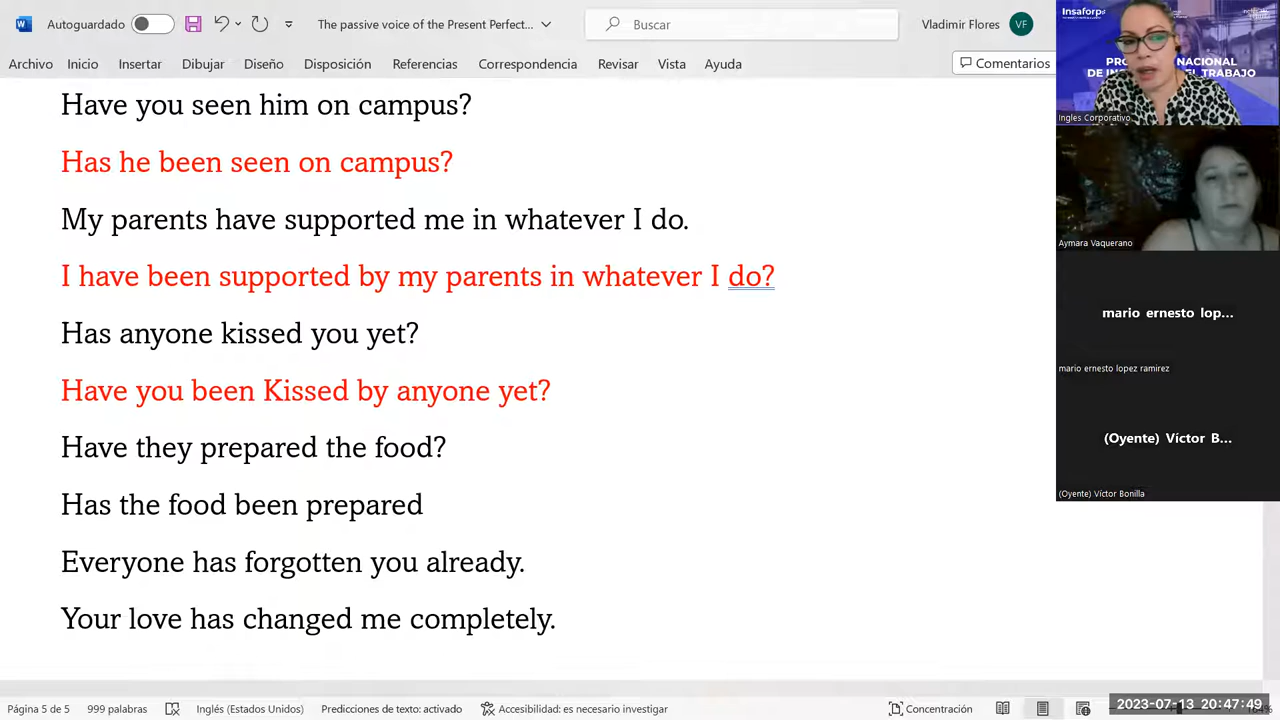 Autoguardado
The passive voice of the Present Perfect...
Buscar
Vladimir Flores
VF
Archivo Inicio Insertar Dibujar Diseño Disposición Referencias Correspondencia Revisar Vista Ayuda
Comentarios
Have you seen him on campus?
Has he been seen on campus?
My parents have supported me in whatever I do.
I have been supported by my parents in whatever I do?
Has anyone kissed you yet?
Have you been Kissed by anyone yet?
Have they prepared the food?
Has the food been prepared
Everyone has forgotten you already.
Your love has changed me completely.
Insaforp
Ingles Corporativo
Aymara Vaquerano
mario ernesto lop...
mario ernesto lopez ramirez
(Oyente) Víctor B...
(Oyente) Víctor Bonilla
Página 5 de 5 999 palabras Inglés (Estados Unidos) Predicciones de texto: activado Accesibilidad: es necesario investigar Concentración
2023-07-13 20:47:49